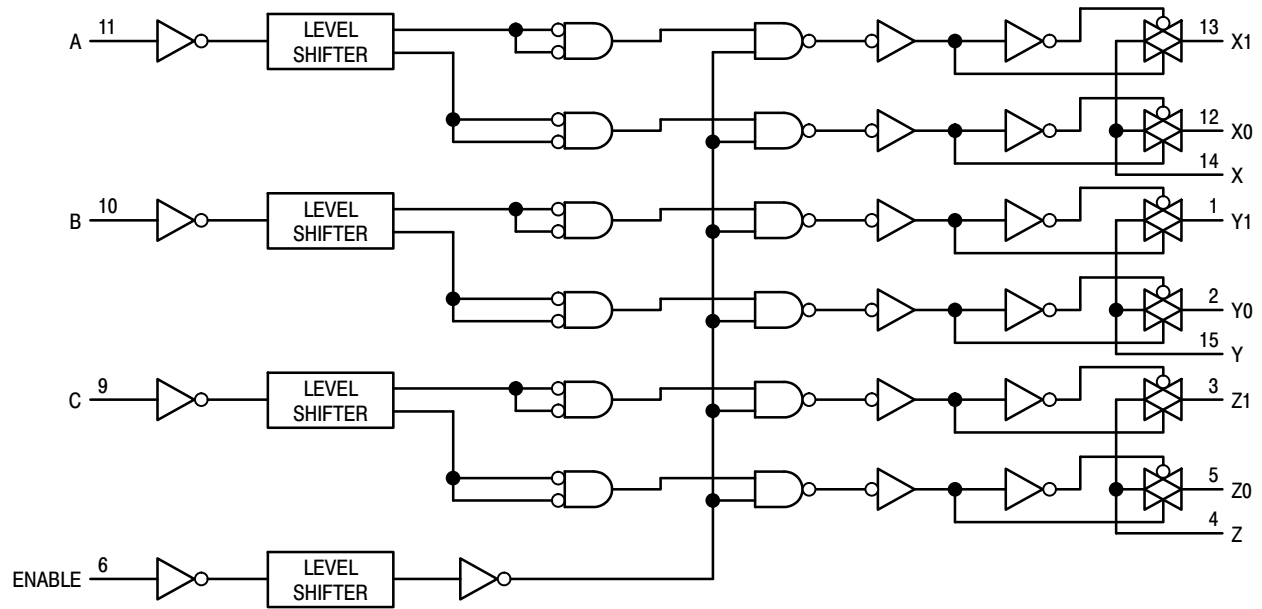 A 11 LEVEL SHIFTER 13 X1
12 X0
14 X
B 10 LEVEL SHIFTER 1 Y1
2 Y0
15 Y
C 9 LEVEL SHIFTER 3 Z1
5 Z0
4 Z
ENABLE 6 LEVEL SHIFTER